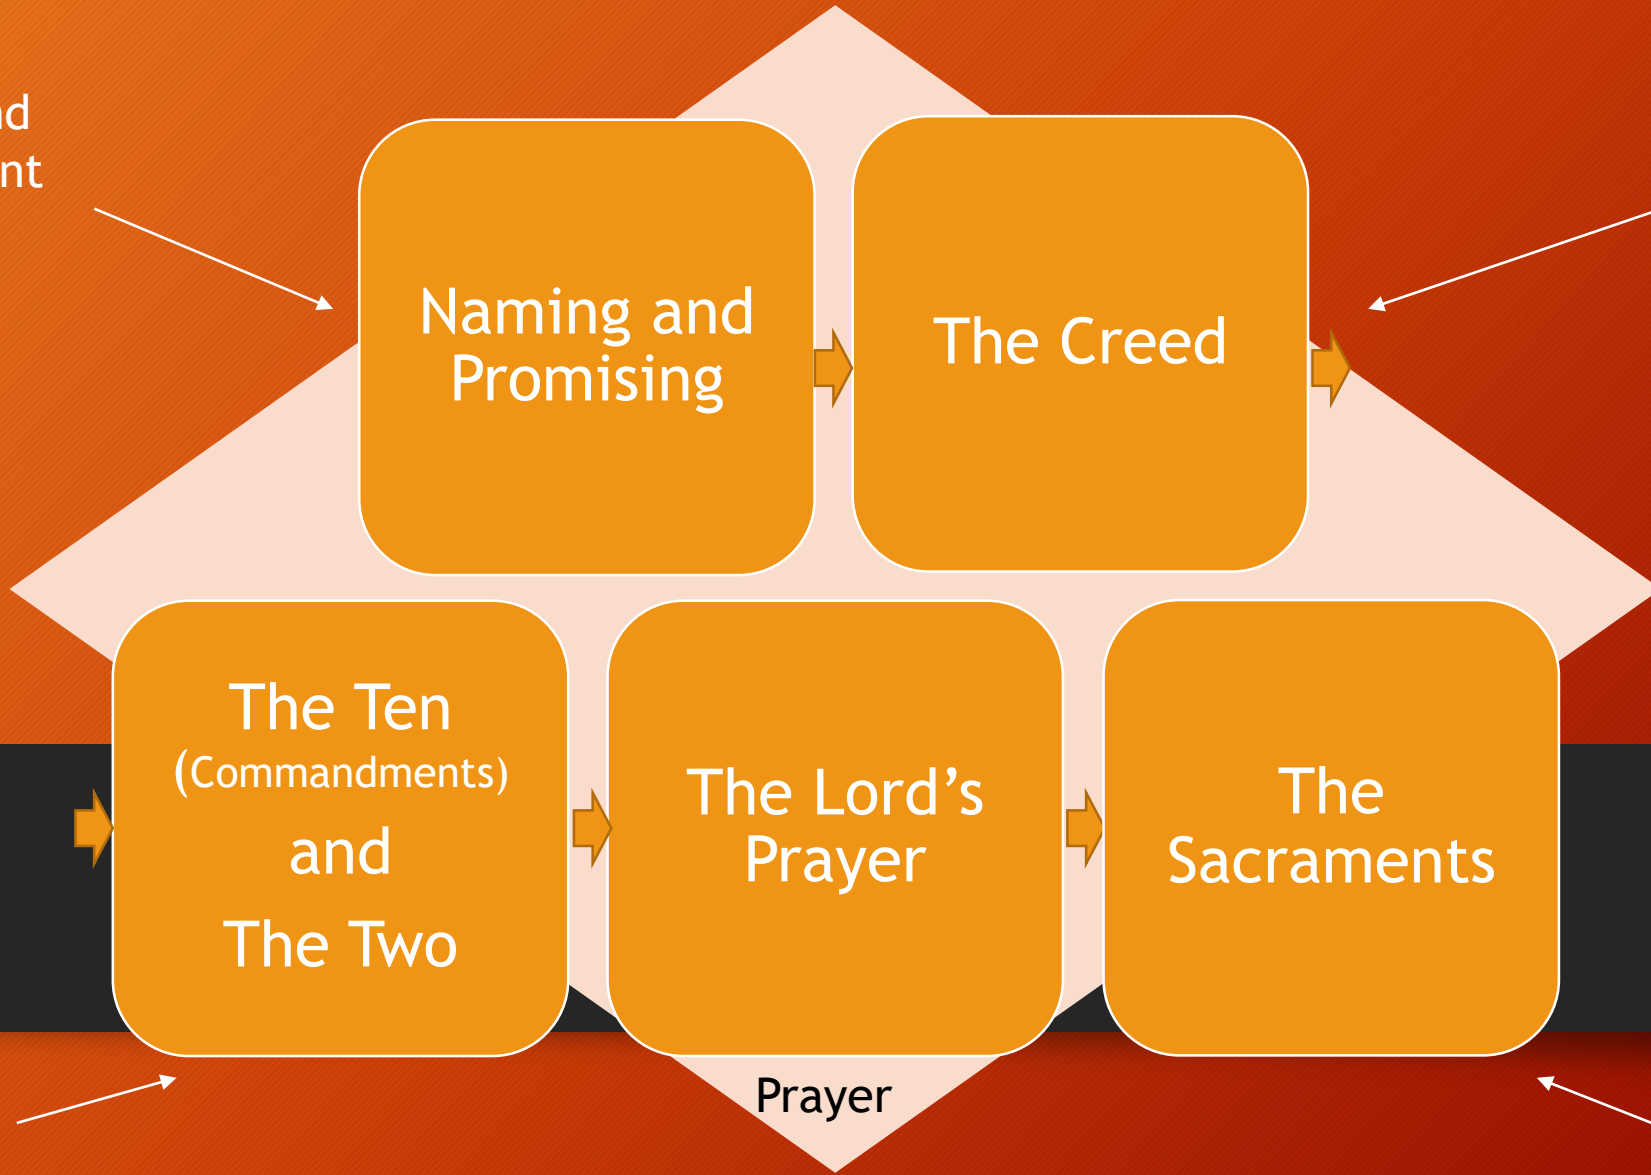 Naming and
Promising
The Creed
The Ten
(Commandments)
and
The Two
The Lord’s
Prayer
The
Sacraments
Prayer